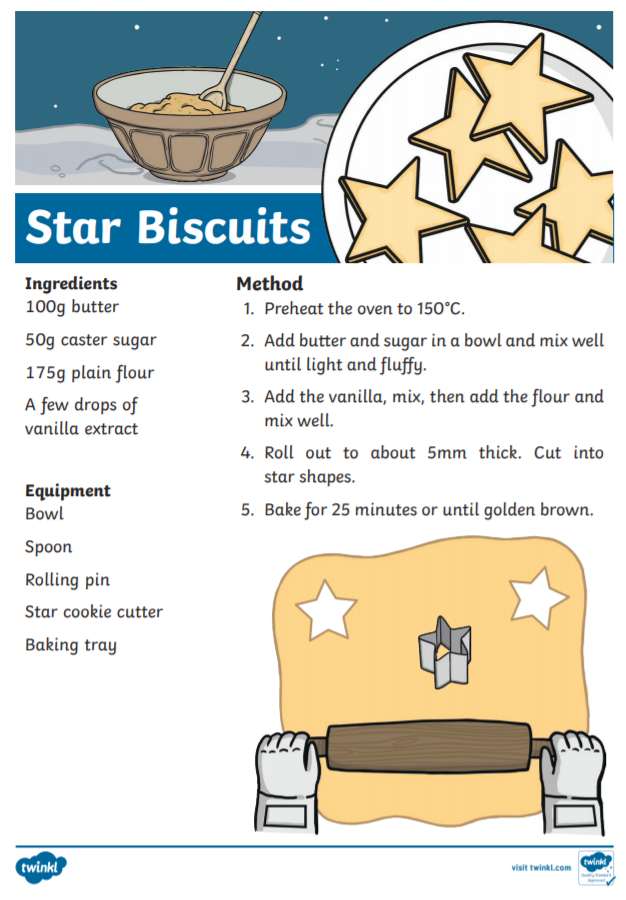 Star Biscuits
Ingredients
100g butter
50g caster sugar
175g plain flour
A few drops of
vanilla extract
Equipment
Bowl
Spoon
Rolling pin
Star cookie cutter
Baking tray
Method
1. Preheat the oven to 150°C.
2. Add butter and sugar in a bowl and mix well
until light and fluffy.
3. Add the vanilla, mix, then add the flour and
mix well.
4. Roll out to about 5mm thick. Cut into
star shapes.
5. Bake for 25 minutes or until golden brown.
twinkl
visit twinkl.com
twinkl
Quality Standard
Approved